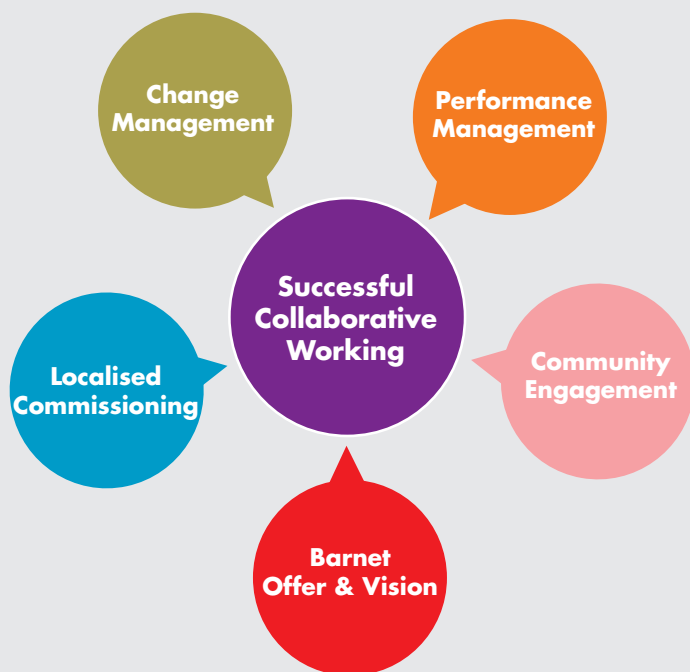 Change
Management
Performance
Management
Successful
Collaborative
Working
Localised
Commissioning
Community
Engagement
Barnet
Offer & Vision